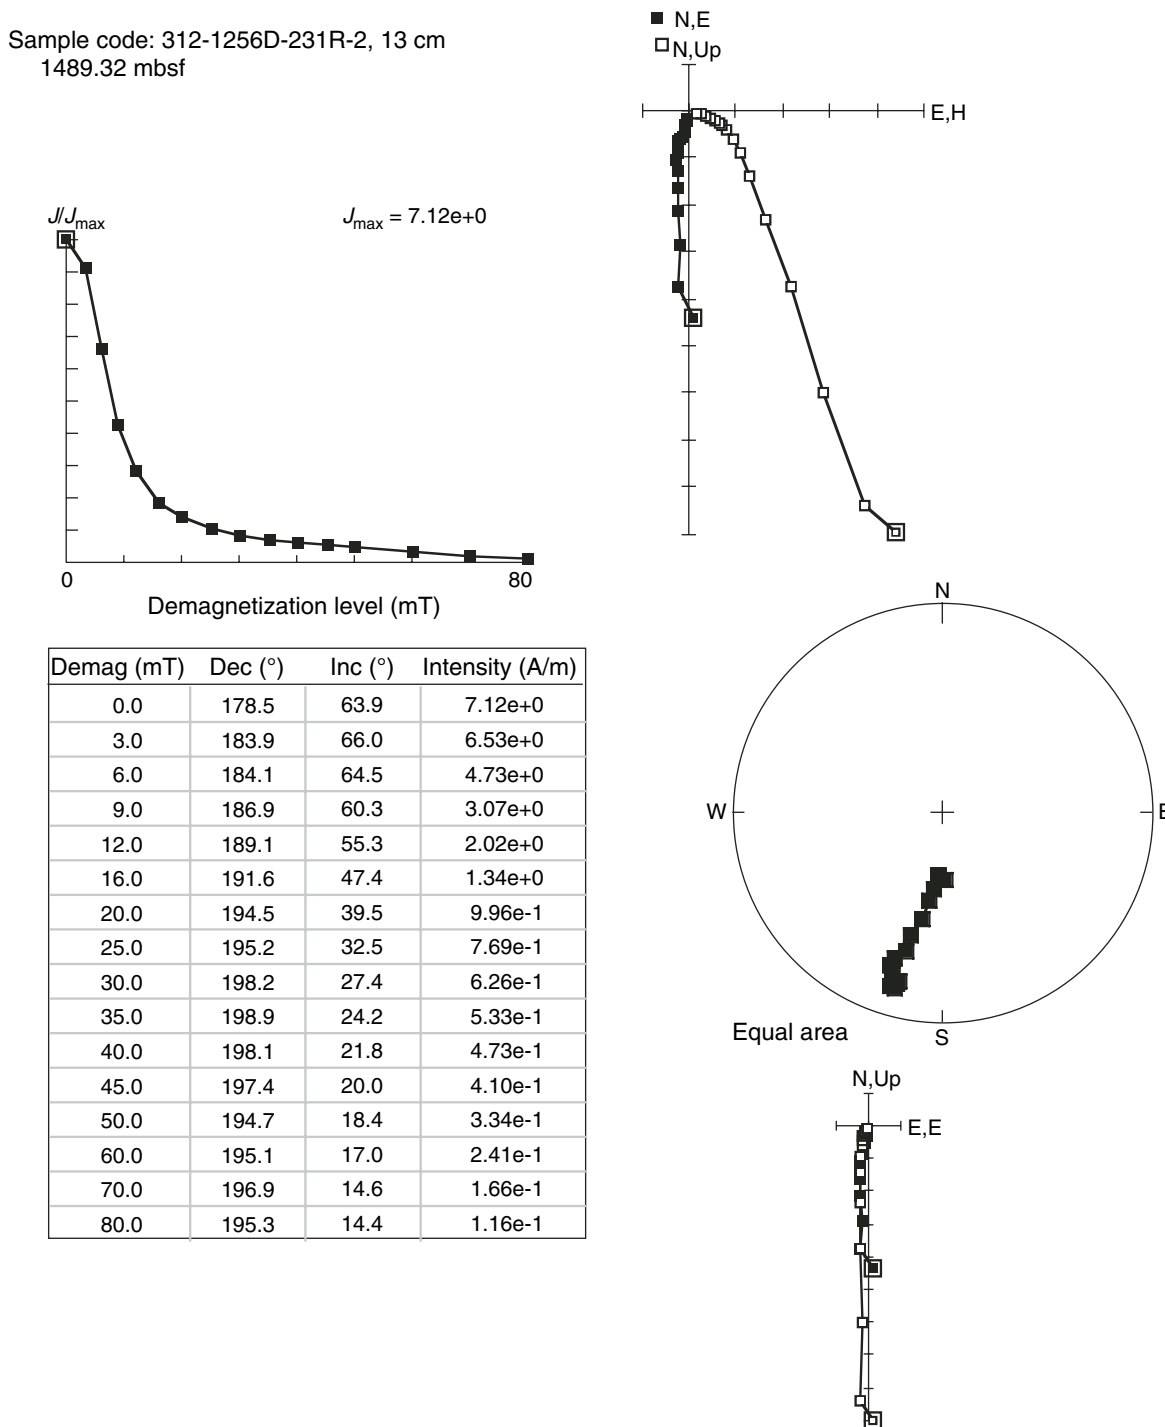 Sample code: 312-1256D-231R-2, 13 cm
1489.32 mbsf
N,E
N,Up
E,H
J/Jmax
Jmax = 7.12e+0
0
80
Demagnetization level (mT)
Demag (mT) Dec (°) Inc (°) Intensity (A/m)
0.0 178.5 63.9 7.12e+0
3.0 183.9 66.0 6.53e+0
6.0 184.1 64.5 4.73e+0
9.0 186.9 60.3 3.07e+0
12.0 189.1 55.3 2.02e+0
16.0 191.6 47.4 1.34e+0
20.0 194.5 39.5 9.96e-1
25.0 195.2 32.5 7.69e-1
30.0 198.2 27.4 6.26e-1
35.0 198.9 24.2 5.33e-1
40.0 198.1 21.8 4.73e-1
45.0 197.4 20.0 4.10e-1
50.0 194.7 18.4 3.34e-1
60.0 195.1 17.0 2.41e-1
70.0 196.9 14.6 1.66e-1
80.0 195.3 14.4 1.16e-1
N
W
E
S
Equal area
N,Up
E,E